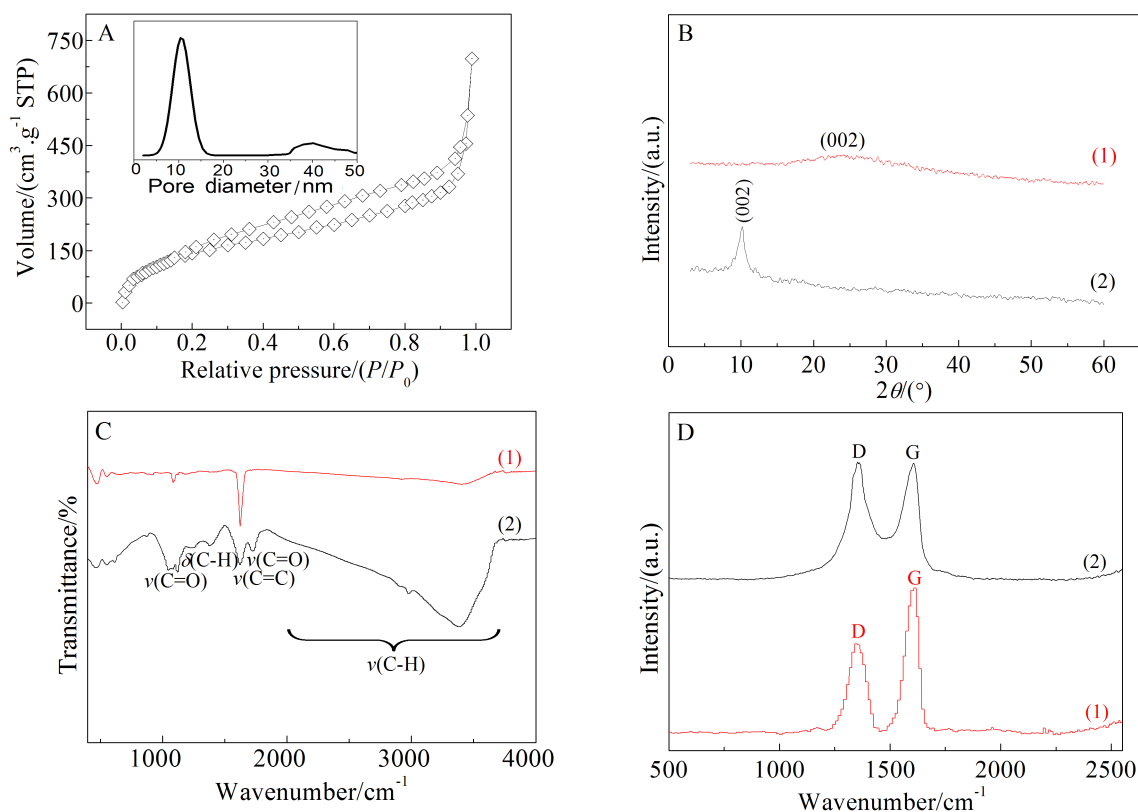 A
Volume/(cm³.g⁻¹ STP)
750
600
450
300
150
0
0.0 0.2 0.4 0.6 0.8 1.0
Relative pressure/(P/P₀)
0 10 20 30 40 50
Pore diameter/nm
B
Intensity/(a.u.)
(002)
(1)
(002)
(2)
0 10 20 30 40 50 60
2θ/(°)
C
Transmittance/%
(1)
(2)
δ(C-H) ν(C=O)
ν(C=O) ν(C=C)
ν(C-H)
1000 2000 3000 4000
Wavenumber/cm⁻¹
D
Intensity/(a.u.)
D G
(2)
D G
(1)
500 1000 1500 2000 2500
Wavenumber/cm⁻¹